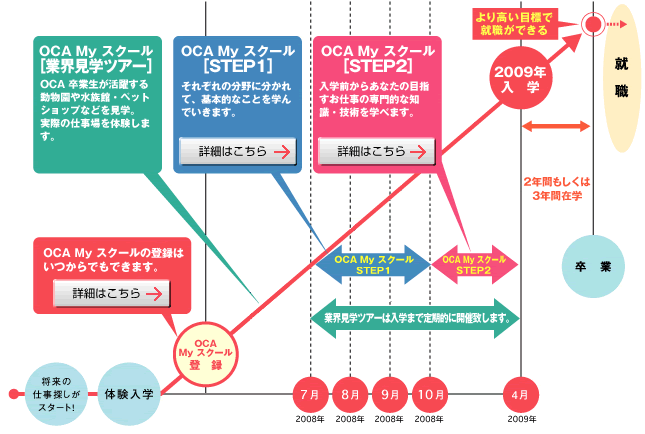 より高い目標で
就職ができる
就職
2009年
入学
OCA My スクール
[業界見学ツアー]
OCA 卒業生が活躍する
動物園や水族館・ペット
ショップなどを見学。
実際の仕事場を体験しま
す。
OCA My スクール
[STEP1]
それぞれの分野に分かれ
て、基本的なことを学ん
でいきます。
詳細はこちら
OCA My スクール
[STEP2]
入学前からあなたの目指
すお仕事の専門的な知
識・技術を学べます。
詳細はこちら
2年間もしくは
3年間在学
卒業
OCA My スクールの登録は
いつからでもできます。
詳細はこちら
OCA My スクール
STEP1
OCA My スクール
STEP2
業界見学ツアーは入学まで定期的に開催致します。
OCA
My スクール
登録
将来の
仕事探しが
スタート!
体験入学
7月
8月
9月
10月
4月
2008年
2008年
2008年
2008年
2009年